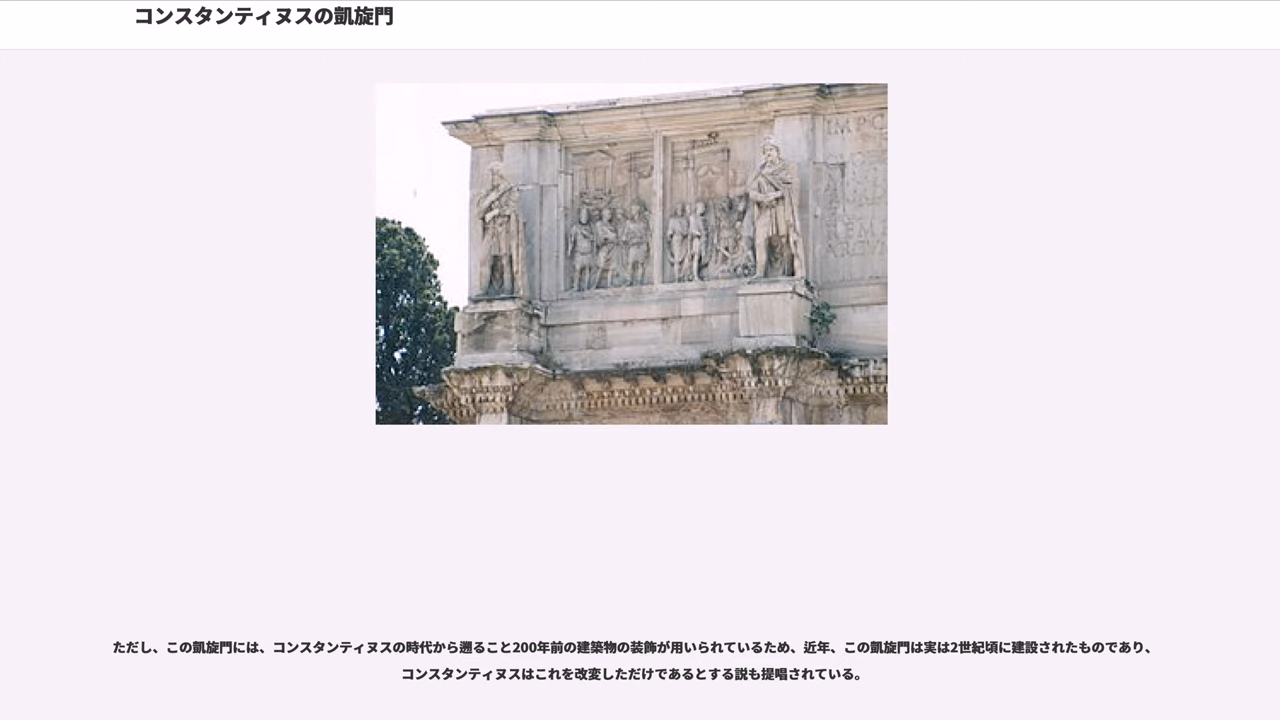 コンスタンティヌスの凱旋門
IMP C
ただし、この凱旋門には、コンスタンティヌスの時代から遡ること200年前の建築物の装飾が用いられているため、近年、この凱旋門は実は2世紀頃に建設されたものであり、
コンスタンティヌスはこれを改変しただけであるとする説も提唱されている。